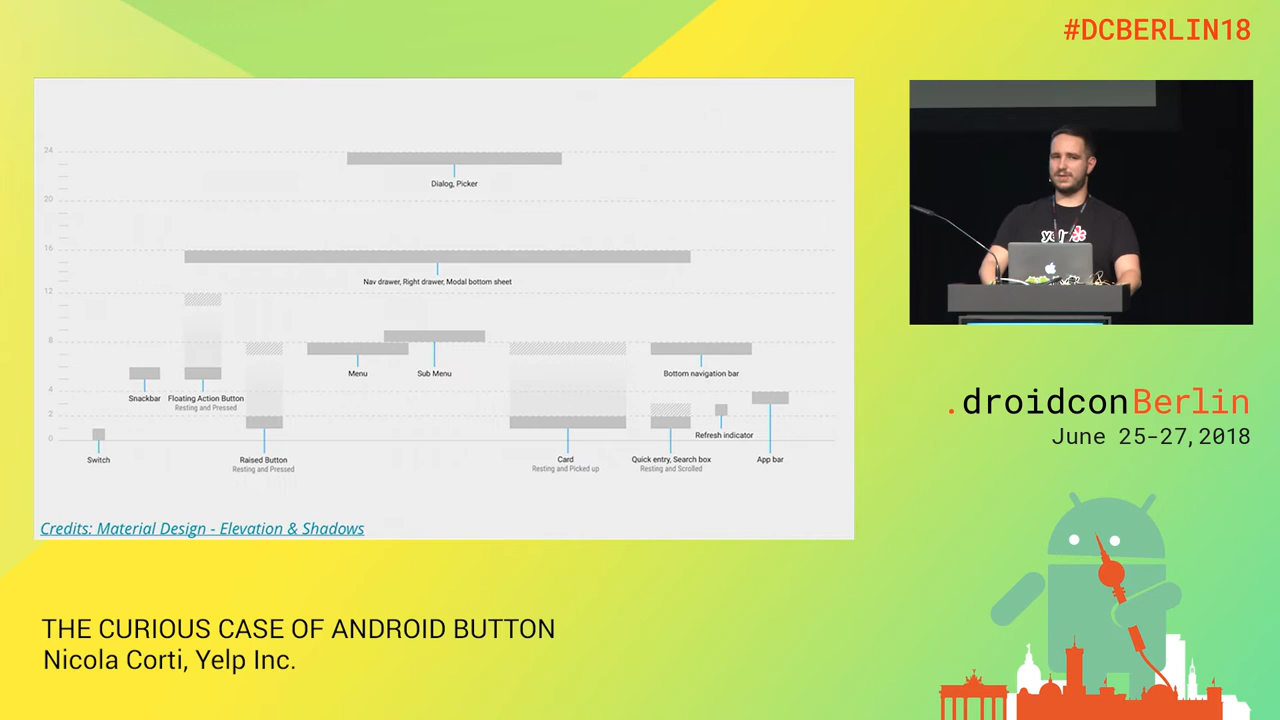 #DCBERLIN18
24
Dialog, Picker
20
16
Nav drawer, Right drawer, Modal bottom sheet
12
8
Menu
Sub Menu
Bottom navigation bar
4
Snackbar
Floating Action Button
Resting and Pressed
2
Refresh indicator
0
Switch
Raised Button
Resting and Pressed
Card
Resting and Picked up
Quick entry, Search box
Resting and Scrolled
App bar
Credits: Material Design - Elevation & Shadows
.droidconBerlin
June 25-27, 2018
THE CURIOUS CASE OF ANDROID BUTTON
Nicola Corti, Yelp Inc.